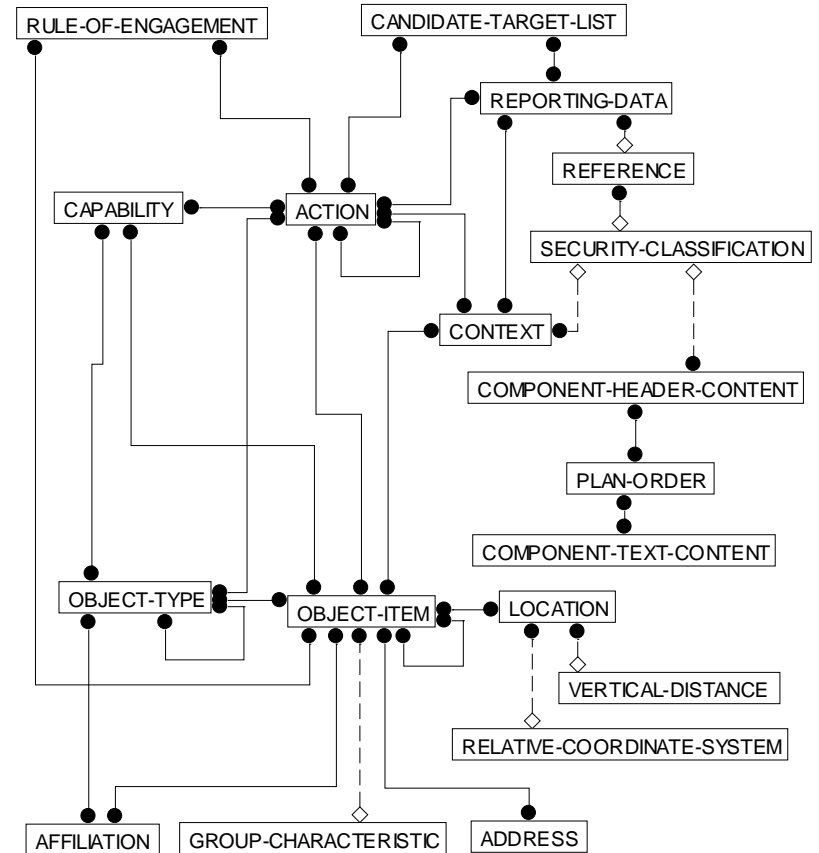 RULE-OF-ENGAGEMENT
CANDIDATE-TARGET-LIST
REPORTING-DATA
REFERENCE
CAPABILITY
ACTION
SECURITY-CLASSIFICATION
CONTEXT
COMPONENT-HEADER-CONTENT
PLAN-ORDER
COMPONENT-TEXT-CONTENT
OBJECT-TYPE
OBJECT-ITEM
LOCATION
VERTICAL-DISTANCE
RELATIVE-COORDINATE-SYSTEM
AFFILIATION
GROUP-CHARACTERISTIC
ADDRESS